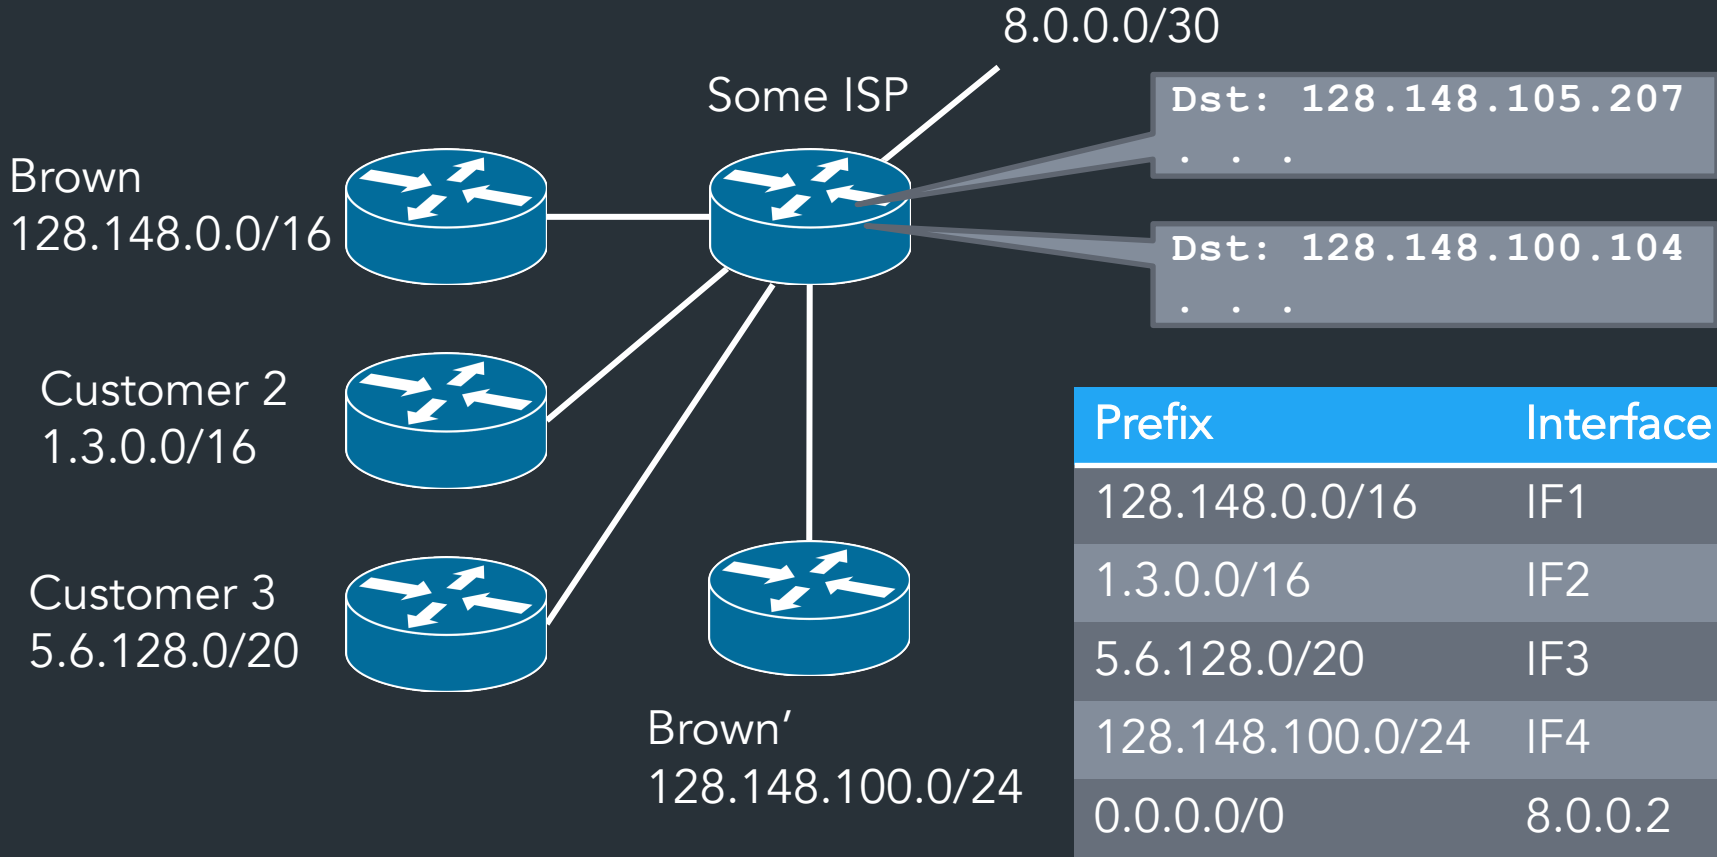 8.0.0.0/30
Some ISP
Dst: 128.148.105.207
. . .
Brown
128.148.0.0/16
Dst: 128.148.100.104
. . .
Customer 2
1.3.0.0/16
Customer 3
5.6.128.0/20
Brown’
128.148.100.0/24
Prefix Interface
128.148.0.0/16 IF1
1.3.0.0/16 IF2
5.6.128.0/20 IF3
128.148.100.0/24 IF4
0.0.0.0/0 8.0.0.2